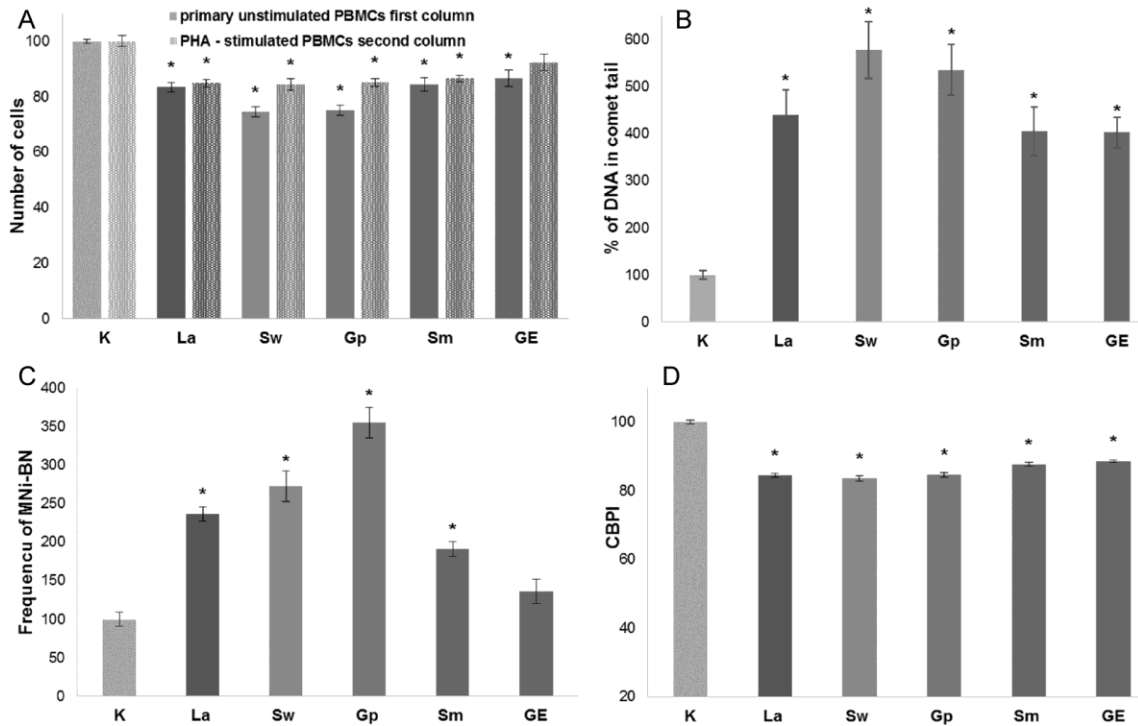 A
primary unstimulated PBMCs first column
PHA - stimulated PBMCs second column
Number of cells
100
80
60
40
20
0
* * * * * * * * *
K La Sw Gp Sm GE
B
% of DNA in comet tail
600
500
400
300
200
100
0
* * * * *
K La Sw Gp Sm GE
C
Frequencu of MNi-BN
400
350
300
250
200
150
100
50
0
* * * *
K La Sw Gp Sm GE
D
CBPI
100
80
60
40
20
* * * * *
K La Sw Gp Sm GE